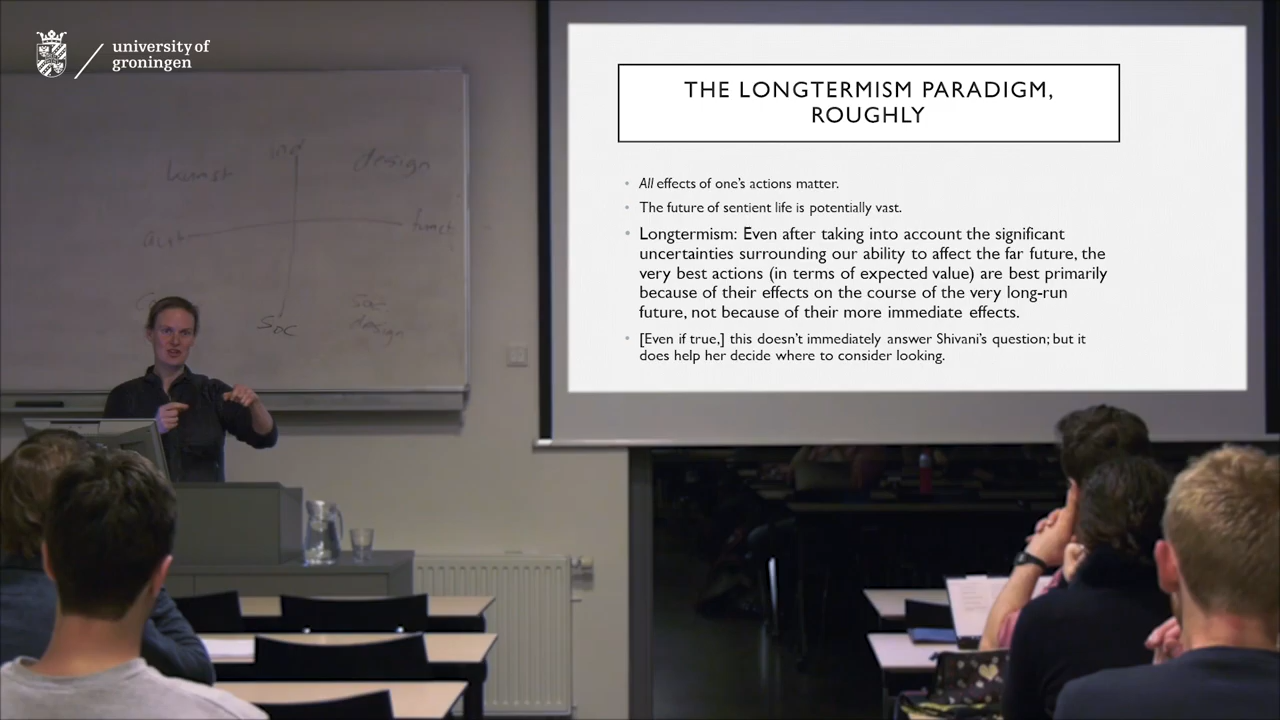 university of
groningen
THE LONGTERMISM PARADIGM,
ROUGHLY
• All effects of one's actions matter.
• The future of sentient life is potentially vast.
• Longtermism: Even after taking into account the significant
uncertainties surrounding our ability to affect the far future, the
very best actions (in terms of expected value) are best primarily
because of their effects on the course of the very long-run
future, not because of their more immediate effects.
• [Even if true,] this doesn't immediately answer Shivani's question; but it
does help her decide where to consider looking.
kunst
design
Soc
design